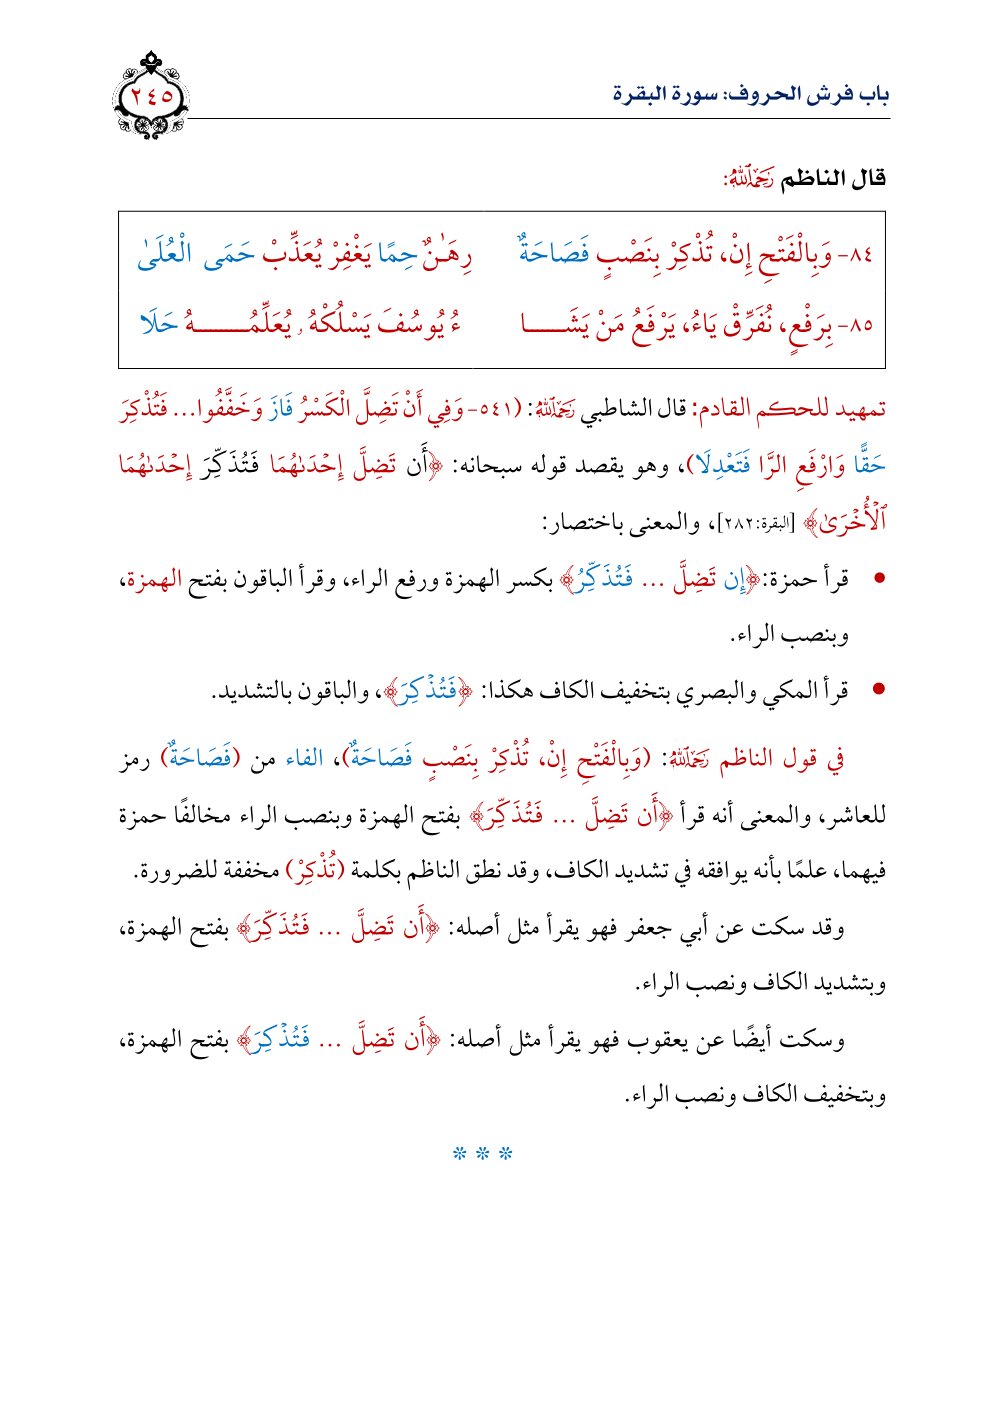 باب فرش الحروف: سورة البقرة
٢٤٥
قال الناظم رَحِمَهُ ٱللَّهُ:
٨٤- وَبِالْفَتْحِ إِنْ، تُذْكِرْ بِنَصْبٍ فَصَاحَةٌ رِهَـٰنٌ حِمًا يَغْفِرْ يُعَذِّبْ حَمَى الْعُلَىٰ
٨٥- بِرَفْعٍ، نُفَرِّقْ يَاءُ، يَرْفَعُ مَنْ يَشَــــا ءُ يُوسُفَ يَسْلُكْهُۥ يُعَلِّمُــــــهُ حَلَا
تمهيد للحكم القادم: قال الشاطبي رَحِمَهُ ٱللَّهُ: (٥٤١- وَفِي أَنْ تَضِلَّ الْكَسْرُ فَازَ وَخَفَّفُوا... فَتُذْكِرَ
حَقًّا وَارْفَعِ الرَّا فَتَعْدِلَا)، وهو يقصد قوله سبحانه: ﴿أَن تَضِلَّ إِحْدَىٰهُمَا فَتُذَكِّرَ إِحْدَىٰهُمَا
ٱلْأُخْرَىٰ﴾ [البقرة:٢٨٢]، والمعنى باختصار:
• قرأ حمزة:﴿إِن تَضِلَّ ... فَتُذَكِّرُ﴾ بكسر الهمزة ورفع الراء، وقرأ الباقون بفتح الهمزة،
وبنصب الراء.
• قرأ المكي والبصري بتخفيف الكاف هكذا: ﴿فَتُذْكِرَ﴾، والباقون بالتشديد.
في قول الناظم رَحِمَهُ ٱللَّهُ: (وَبِالْفَتْحِ إِنْ، تُذْكِرْ بِنَصْبٍ فَصَاحَةٌ)، الفاء من (فَصَاحَةٌ) رمز
للعاشر، والمعنى أنه قرأ ﴿أَن تَضِلَّ ... فَتُذَكِّرَ﴾ بفتح الهمزة وبنصب الراء مخالفًا حمزة
فيهما، علمًا بأنه يوافقه في تشديد الكاف، وقد نطق الناظم بكلمة (تُذْكِرْ) مخففة للضرورة.
وقد سكت عن أبي جعفر فهو يقرأ مثل أصله: ﴿أَن تَضِلَّ ... فَتُذَكِّرَ﴾ بفتح الهمزة،
وبتشديد الكاف ونصب الراء.
وسكت أيضًا عن يعقوب فهو يقرأ مثل أصله: ﴿أَن تَضِلَّ ... فَتُذْكِرَ﴾ بفتح الهمزة،
وبتخفيف الكاف ونصب الراء.
* * *